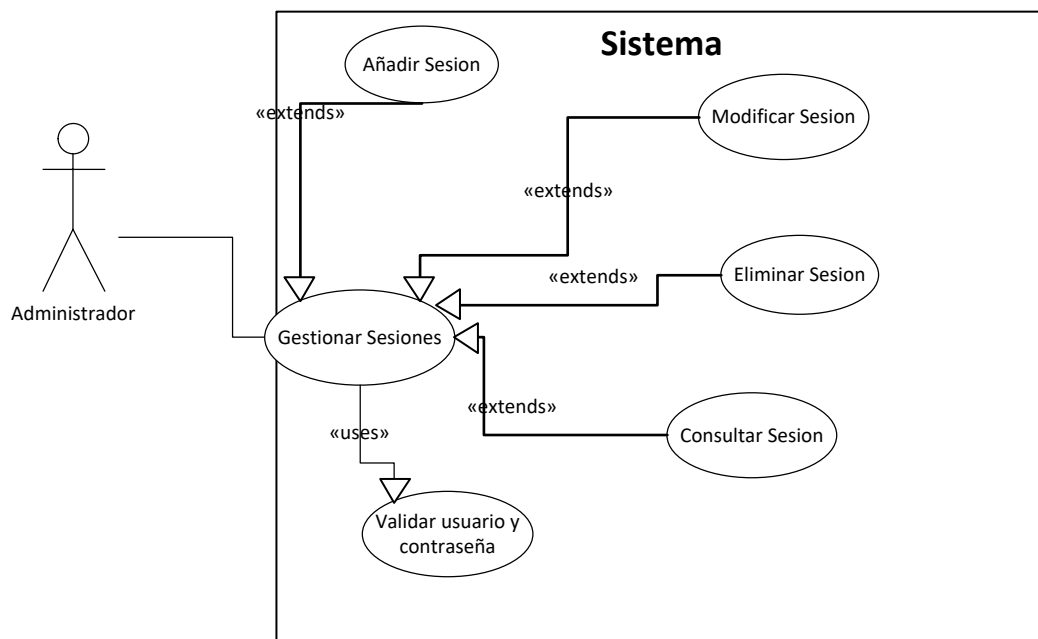 Sistema
Añadir Sesion
«extends»
Modificar Sesion
«extends»
«extends»
Eliminar Sesion
Administrador
Gestionar Sesiones
«extends»
«uses»
Consultar Sesion
Validar usuario y
contraseña